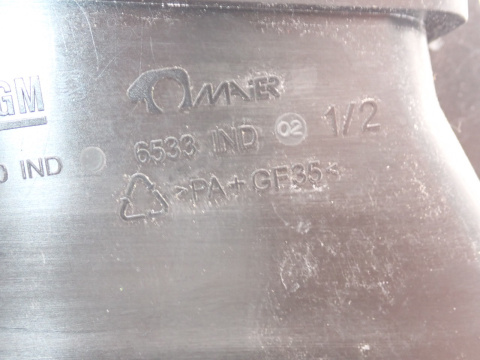 MAIER
GM
6533 IND 02 1/2
IND
>PA+GF35<